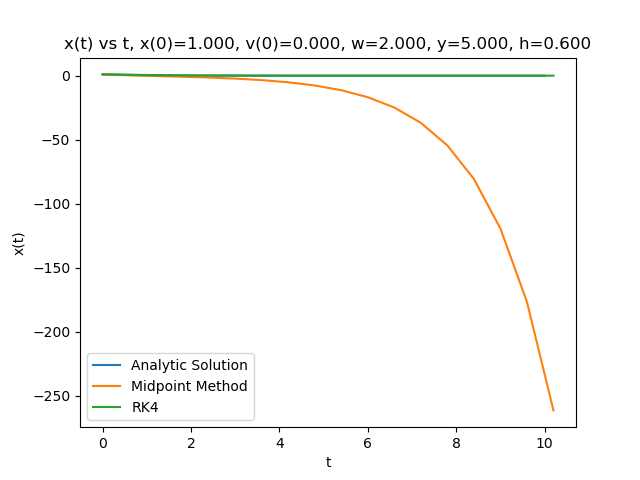 x(t) vs t, x(0)=1.000, v(0)=0.000, w=2.000, y=5.000, h=0.600
x(t)
0
−50
−100
−150
−200
−250
Analytic Solution
Midpoint Method
RK4
0 2 4 6 8 10
t